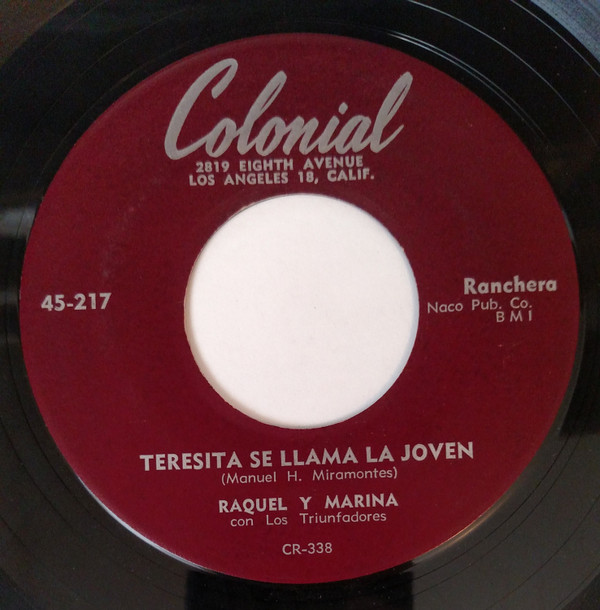 Colonial
2819 EIGHTH AVENUE
LOS ANGELES 18, CALIF.
45-217
Ranchera
Naco Pub. Co.
BMI
TERESITA SE LLAMA LA JOVEN
(Manuel H. Miramontes)
RAQUEL Y MARINA
con Los Triunfadores
CR-338